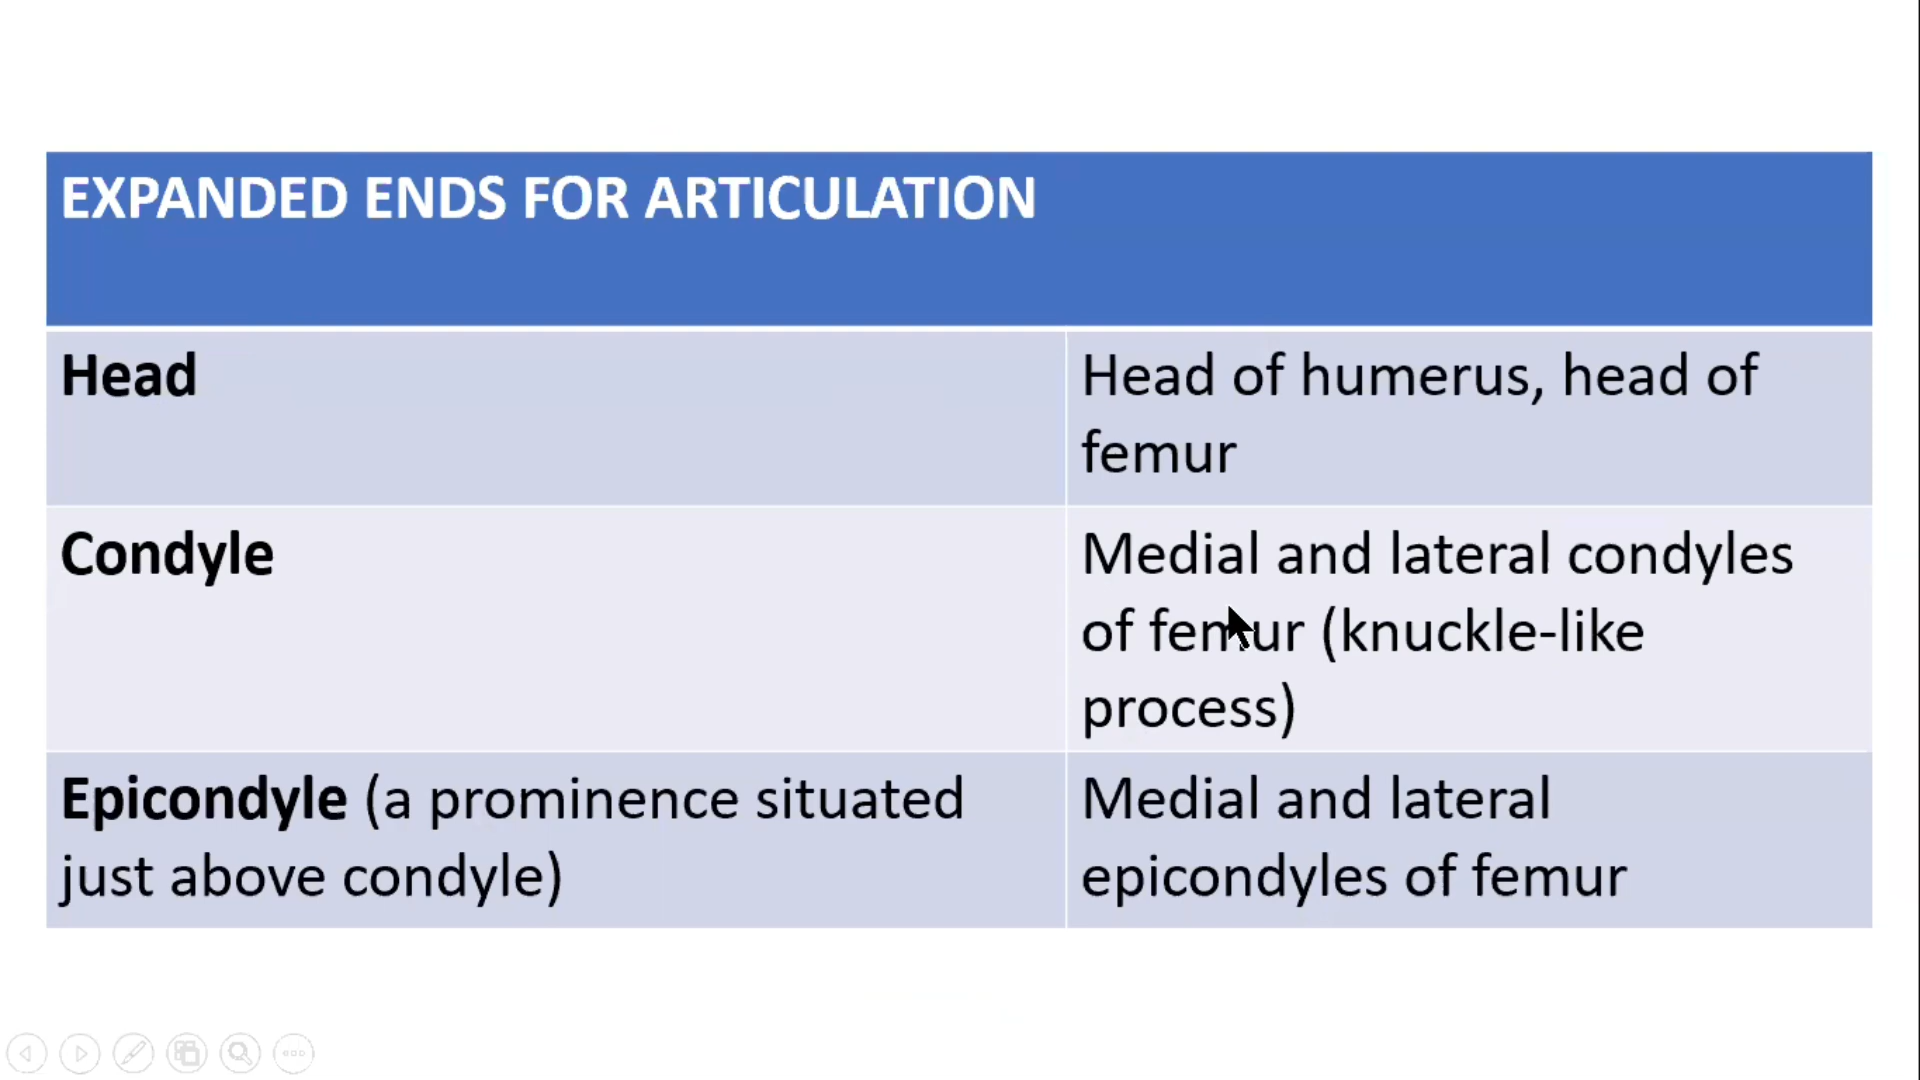 EXPANDED ENDS FOR ARTICULATION
Head
Head of humerus, head of
femur
Condyle
Medial and lateral condyles
of femur (knuckle-like
process)
Epicondyle (a prominence situated
just above condyle)
Medial and lateral
epicondyles of femur